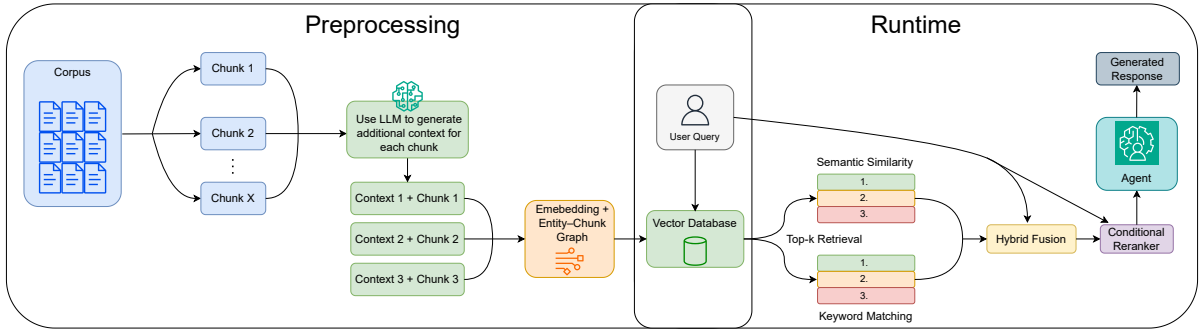 Preprocessing
Runtime
Corpus
Chunk 1
Chunk 2
Chunk X
Use LLM to generate
additional context for
each chunk
Context 1 + Chunk 1
Context 2 + Chunk 2
Context 3 + Chunk 3
Emebedding +
Entity–Chunk
Graph
User Query
Vector Database
Semantic Similarity
1.
2.
3.
Top-k Retrieval
1.
2.
3.
Keyword Matching
Hybrid Fusion
Conditional
Reranker
Agent
Generated
Response